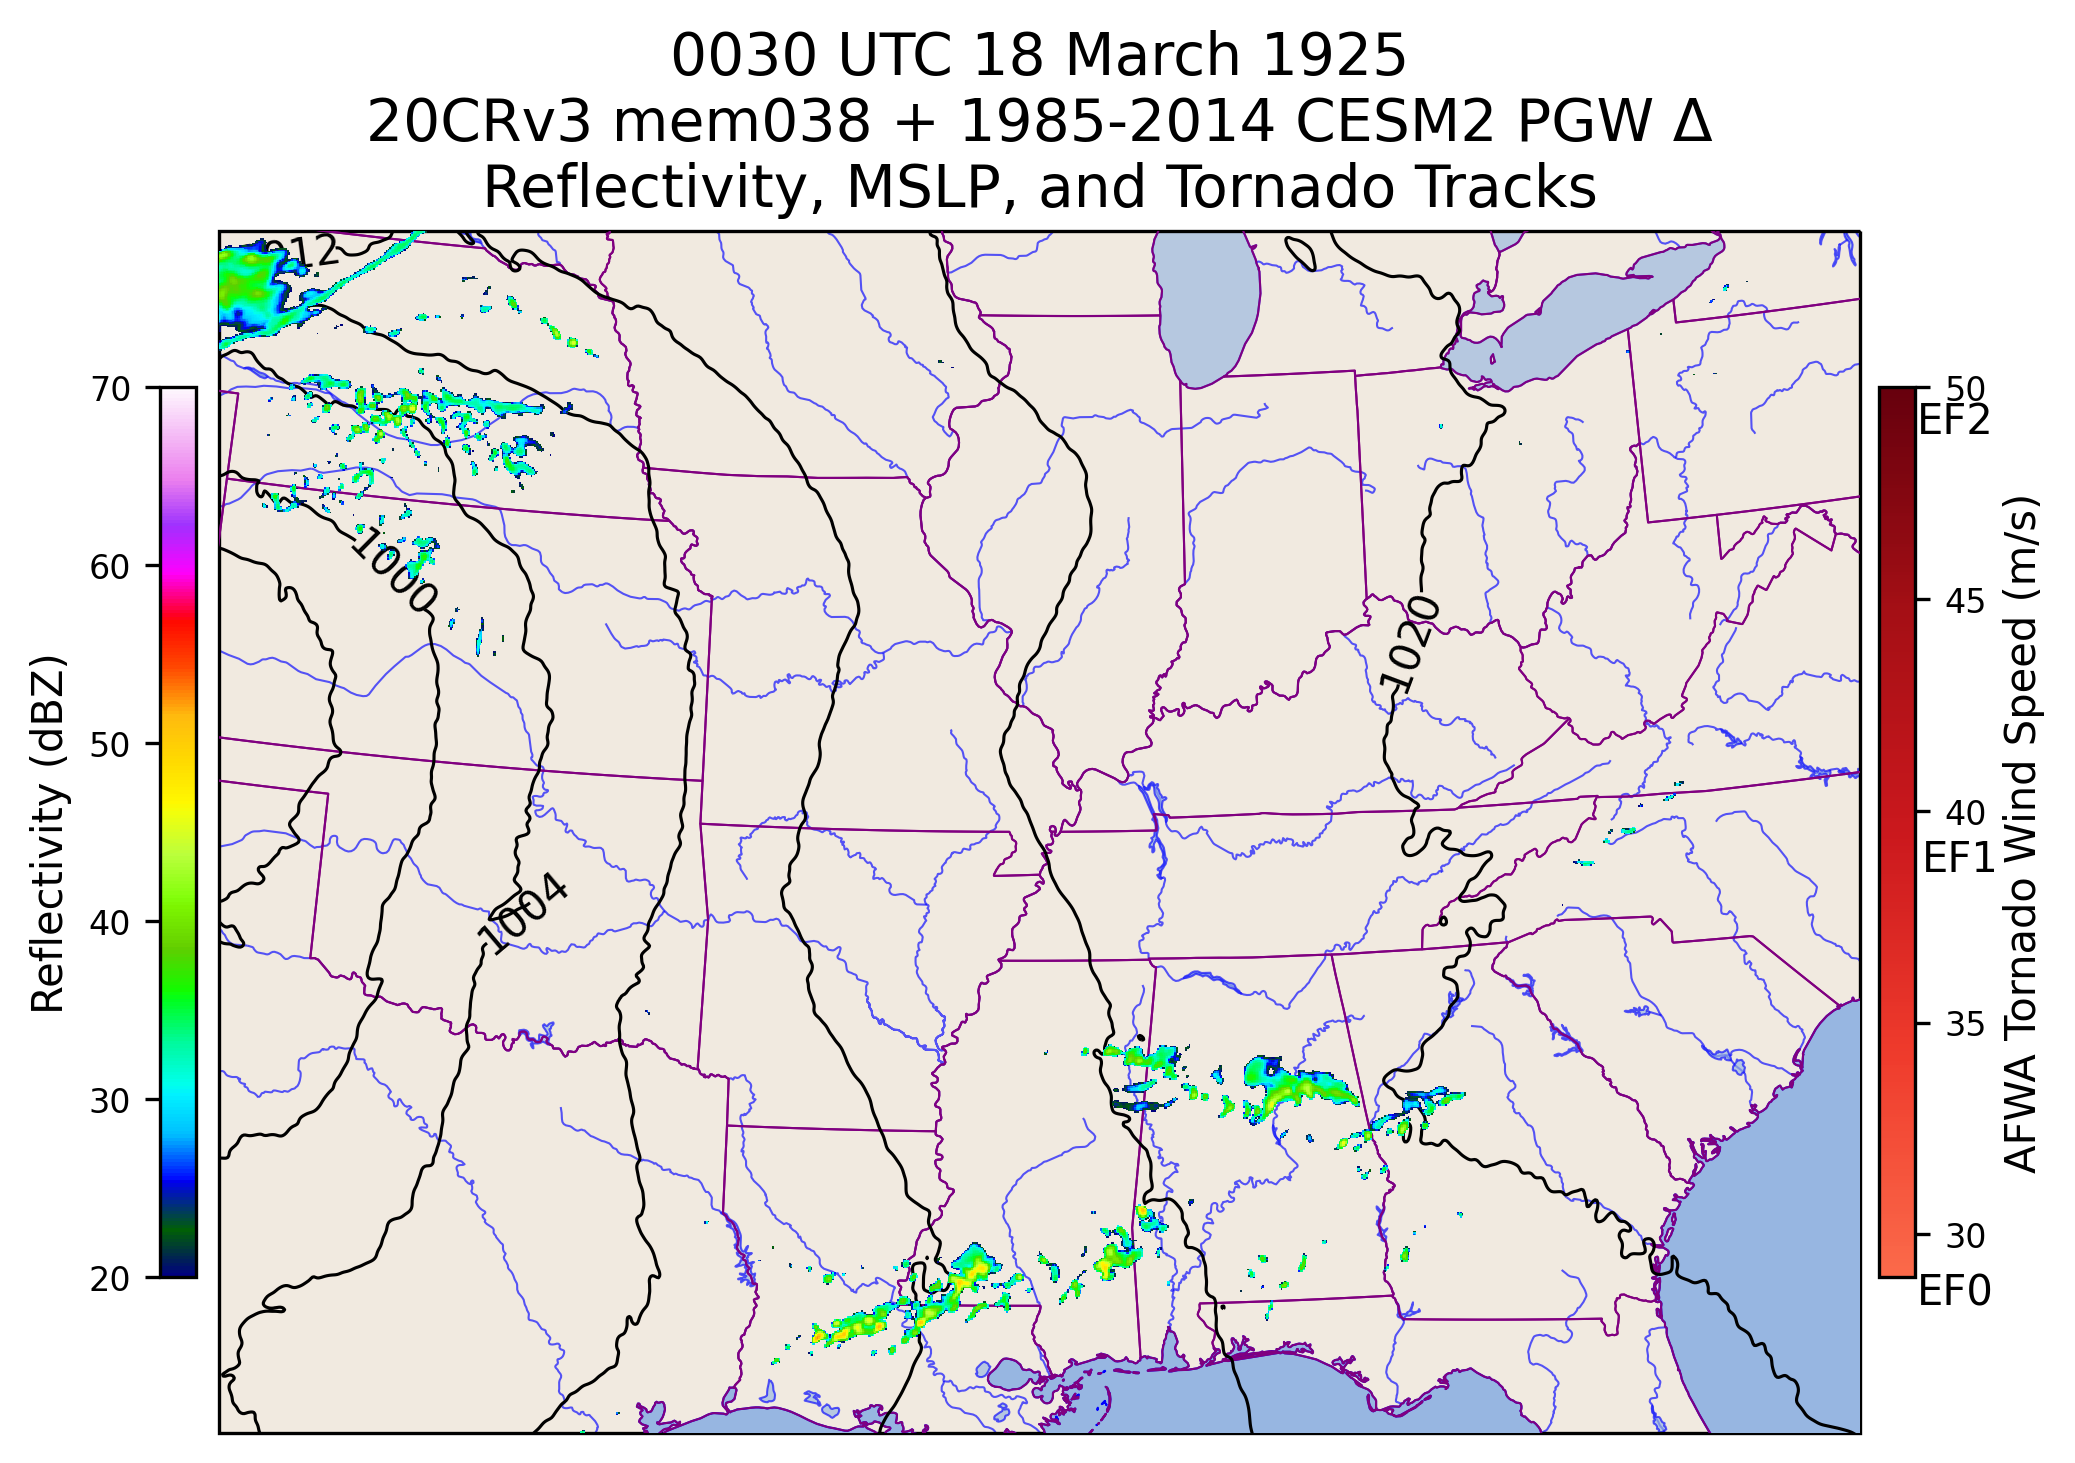 0030 UTC 18 March 1925
20CRv3 mem038 + 1985-2014 CESM2 PGW Δ
Reflectivity, MSLP, and Tornado Tracks
012
1000
1004
1020
70
60
50
40
30
20
Reflectivity (dBZ)
50
EF2
45
40
EF1
35
30
EF0
AFWA Tornado Wind Speed (m/s)